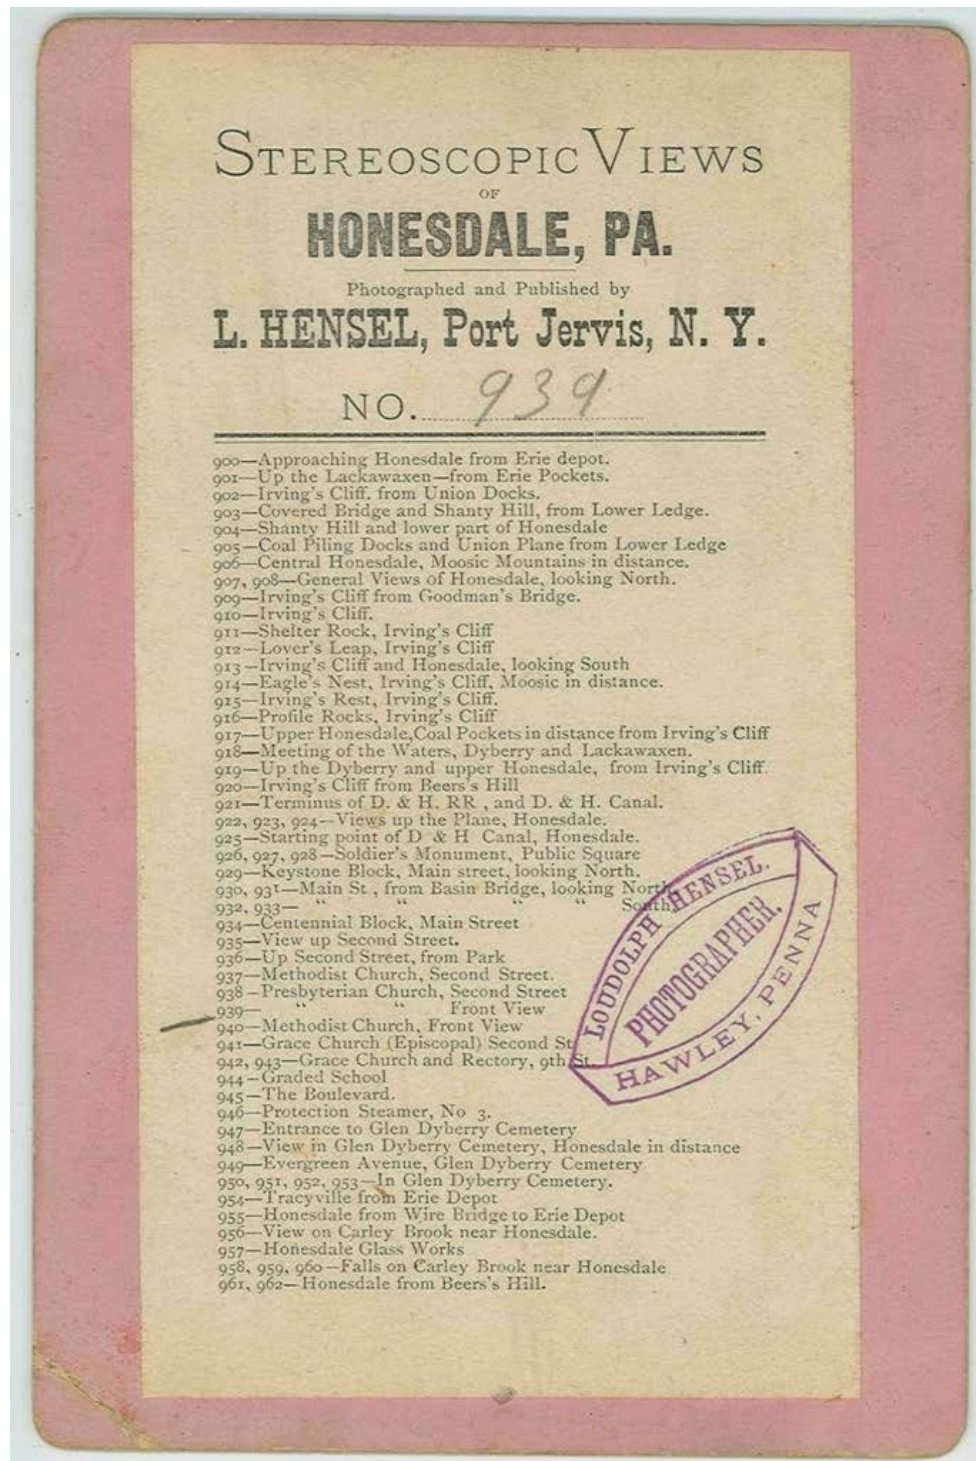 STEREOSCOPIC VIEWS
OF
HONESDALE, PA.
Photographed and Published by
L. HENSEL, Port Jervis, N. Y.
NO. 939
900—Approaching Honesdale from Erie depot.
901—Up the Lackawaxen—from Erie Pockets.
902—Irving's Cliff. from Union Docks.
903—Covered Bridge and Shanty Hill, from Lower Ledge.
904—Shanty Hill and lower part of Honesdale
905—Coal Piling Docks and Union Plane from Lower Ledge
906—Central Honesdale, Moosic Mountains in distance.
907, 908—General Views of Honesdale, looking North.
909—Irving's Cliff from Goodman's Bridge.
910—Irving's Cliff.
911—Shelter Rock, Irving's Cliff
912—Lover's Leap, Irving's Cliff
913—Irving's Cliff and Honesdale, looking South
914—Eagle's Nest, Irving's Cliff, Moosic in distance.
915—Irving's Rest, Irving's Cliff.
916—Profile Rocks, Irving's Cliff
917—Upper Honesdale,Coal Pockets in distance from Irving's Cliff
918—Meeting of the Waters, Dyberry and Lackawaxen.
919—Up the Dyberry and upper Honesdale, from Irving's Cliff.
920—Irving's Cliff from Beers's Hill
921—Terminus of D. & H. RR , and D. & H. Canal.
922, 923, 924—Views up the Plane, Honesdale.
925—Starting point of D & H Canal, Honesdale.
926, 927, 928—Soldier's Monument, Public Square
929—Keystone Block, Main street, looking North.
930, 931—Main St , from Basin Bridge, looking North
932, 933— " " " " South
934—Centennial Block, Main Street
935—View up Second Street.
936—Up Second Street, from Park
937—Methodist Church, Second Street.
938—Presbyterian Church, Second Street
939— " " Front View
940—Methodist Church, Front View
941—Grace Church (Episcopal) Second St
942, 943—Grace Church and Rectory, 9th St.
944—Graded School
945—The Boulevard.
946—Protection Steamer, No 3.
947—Entrance to Glen Dyberry Cemetery
948—View in Glen Dyberry Cemetery, Honesdale in distance
949—Evergreen Avenue, Glen Dyberry Cemetery
950, 951, 952, 953—In Glen Dyberry Cemetery.
954—Tracyville from Erie Depot
955—Honesdale from Wire Bridge to Erie Depot
956—View on Carley Brook near Honesdale.
957—Honesdale Glass Works
958, 959, 960—Falls on Carley Brook near Honesdale
961, 962—Honesdale from Beers's Hill.
LOUDOLPH HENSEL.
PHOTOGRAPHER.
HAWLEY, PENNA